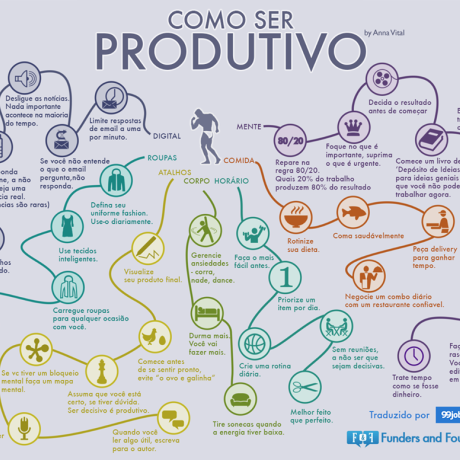 COMO SER
PRODUTIVO
by Anna Vital
Desligue as notícias.
Nada importante
acontece na maioria
do tempo.
Limite respostas
de email a uma
por minuto.
DIGITAL
Se você não entende
o que o email
pergunta,não
responda.
ROUPAS
ATALHOS
CORPO
HORÁRIO
MENTE
COMIDA
80/20
Repare na
regra 80/20.
Quais 20% do trabalho
produzem 80% do resultado
Foque no que é
importante, suprima
o que é urgente.
Decida o resultado
antes de começar
Comece um livro de
'Depósito de Ideias
para ideias geniais
que você não pode
trabalhar agora.
Defina seu
uniforme fashion.
Use-o diariamente.
Use tecidos
inteligentes.
Carregue roupas
para qualquer ocasião
com você.
Visualize
seu produto final.
Comece antes
de se sentir pronto,
evite "o ovo e galinha"
Assuma que você está
certo, se tiver dúvida.
Ser decisivo é produtivo.
Se vc tiver um bloqueio
mental faça um mapa
mental.
Quando você
ler algo útil, escreva
para o autor.
Gerencie
ansiedades
- corra,
nade, dance.
Durma mais.
Você vai
fazer mais.
Tire sonecas quando
a energia tiver baixa.
Faça o mais
fácil antes.
1
Priorize um
item por dia.
Crie uma rotina
diária.
Sem reuniões,
a não ser que
sejam decisivas.
Melhor feito
que perfeito.
Rotinize
sua dieta.
Coma saudávelmente
Peça delivery
para ganhar
tempo.
Negocie um combo diário
com um restaurante confiavel.
Trate tempo
como se fosse
dinheiro.
Traduzido por
99jo
Funders and Fou